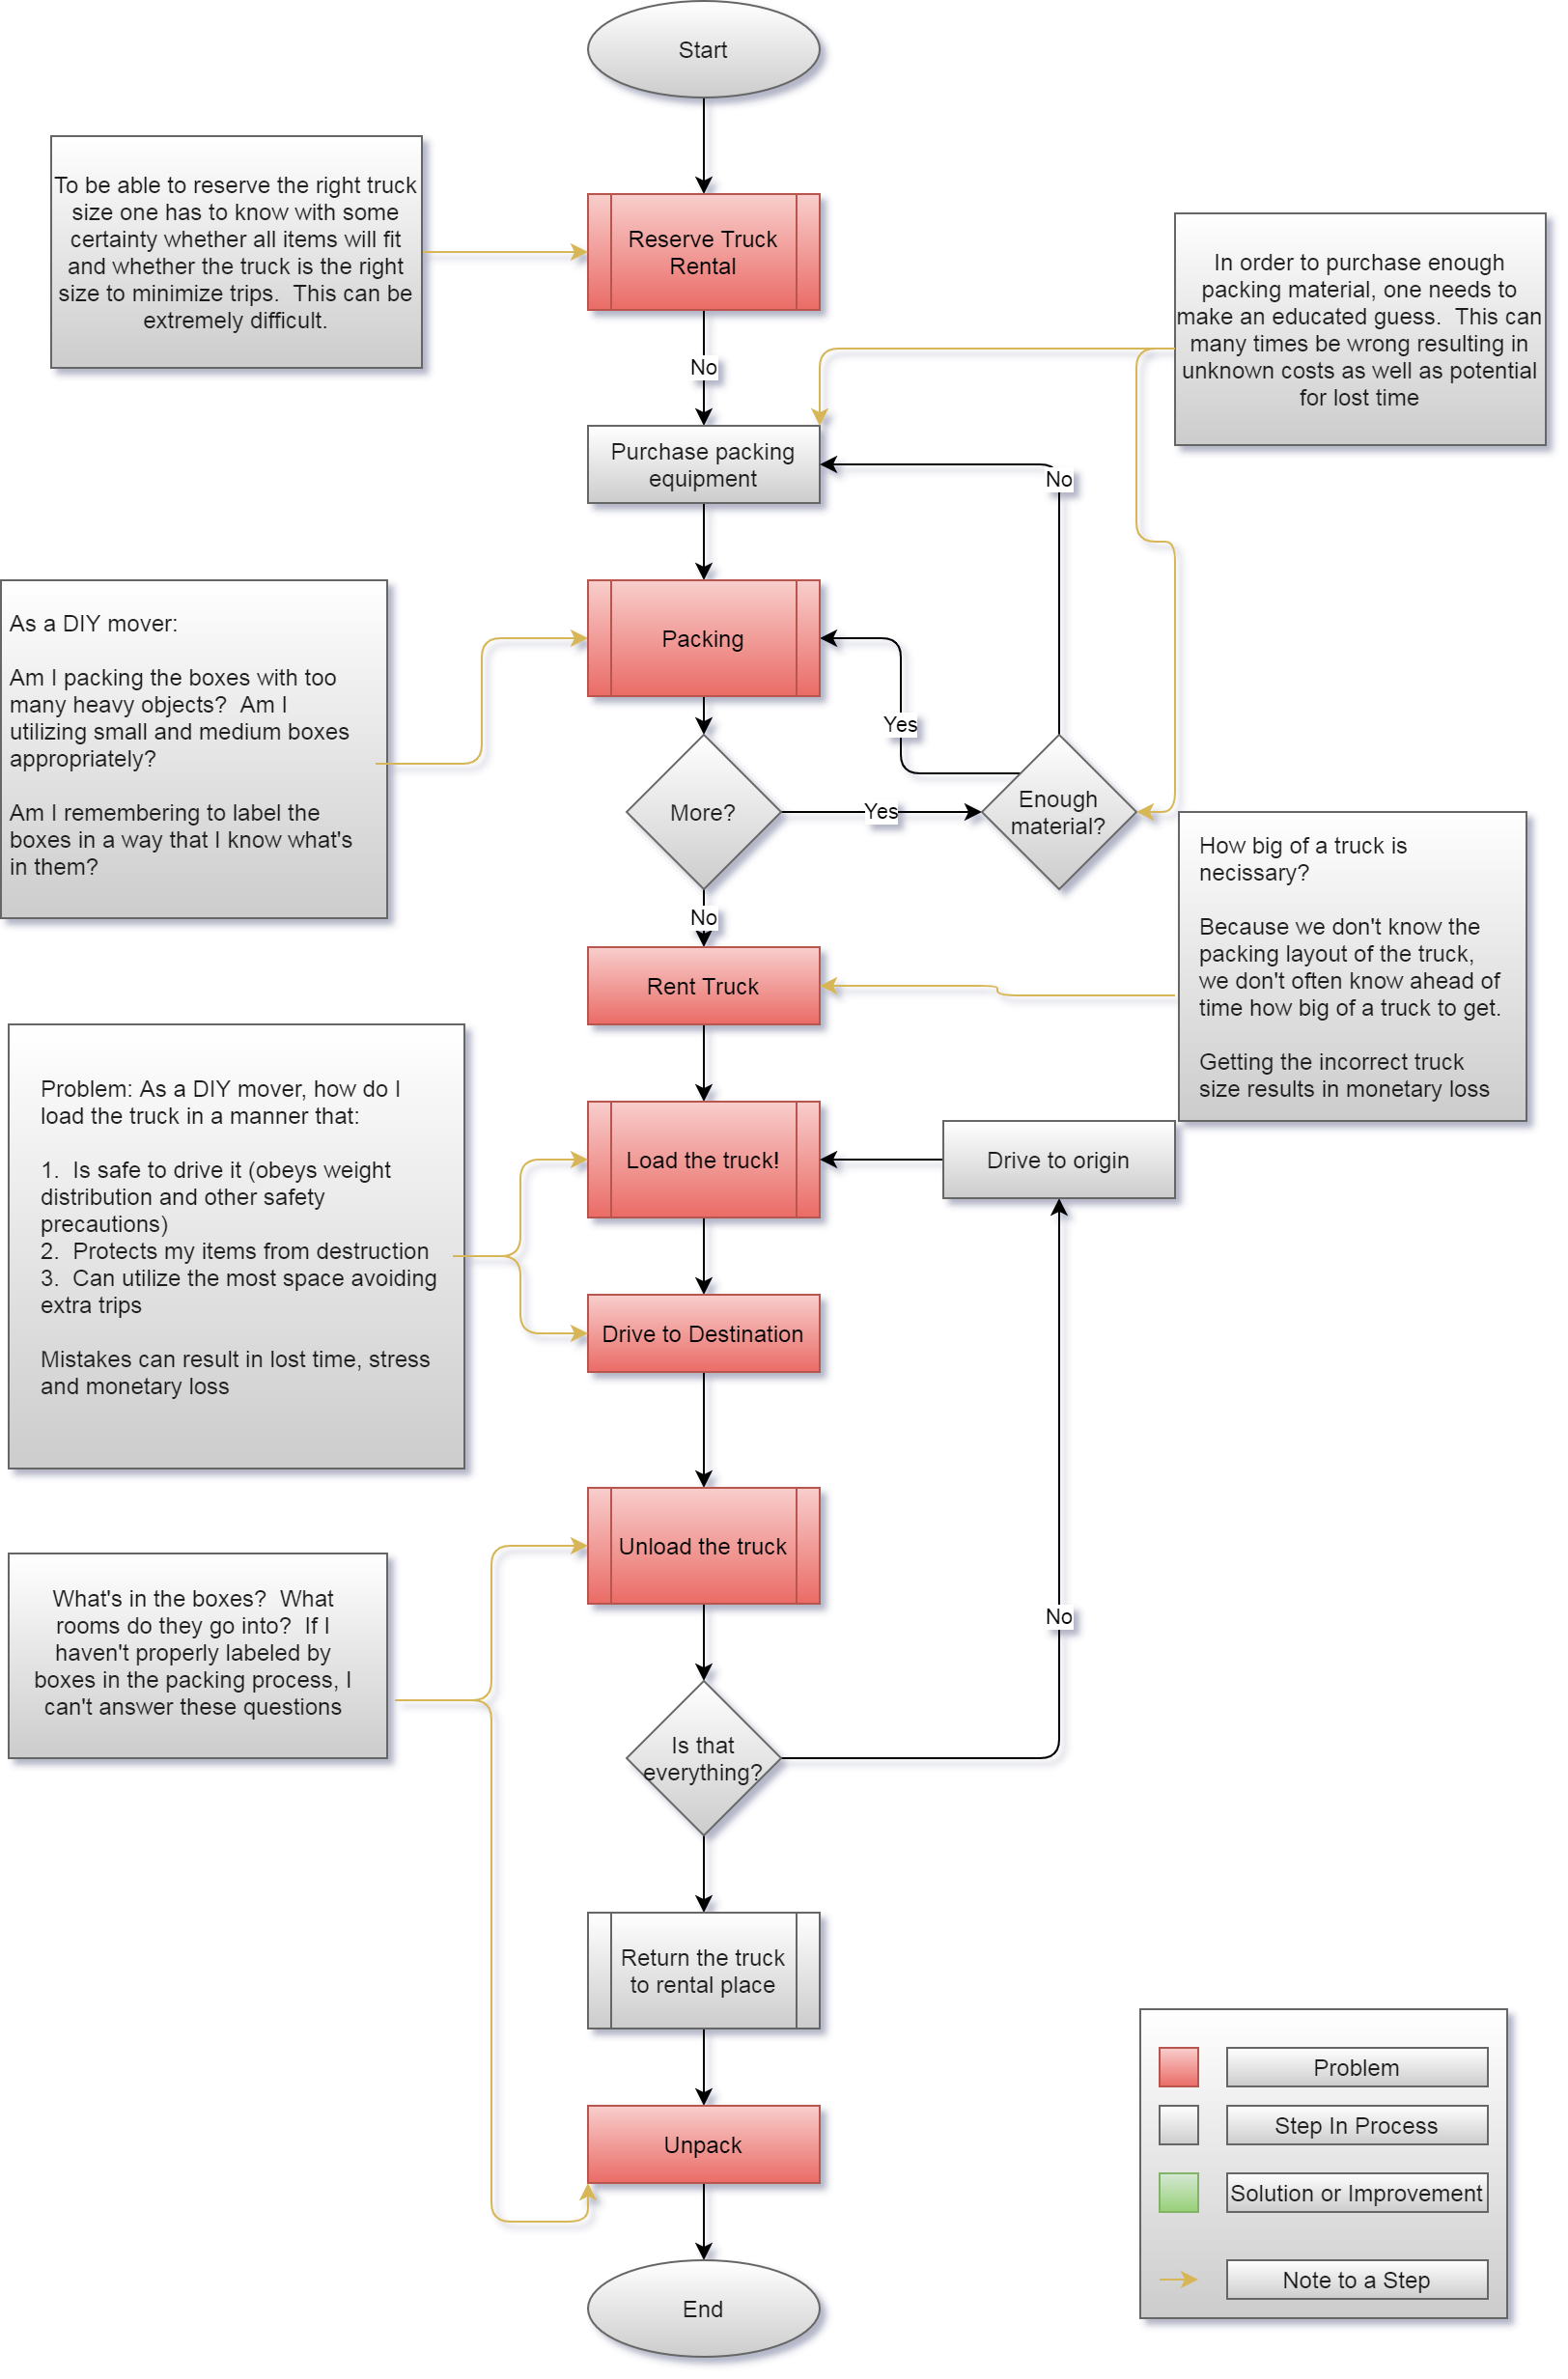 Start
To be able to reserve the right truck
size one has to know with some
certainty whether all items will fit
and whether the truck is the right
size to minimize trips.  This can be
extremely difficult.
Reserve Truck
Rental
In order to purchase enough
packing material, one needs to
make an educated guess.  This can
many times be wrong resulting in
unknown costs as well as potential
for lost time
No
Purchase packing
equipment
No
As a DIY mover:
Am I packing the boxes with too
many heavy objects?  Am I
utilizing small and medium boxes
appropriately?
Am I remembering to label the
boxes in a way that I know what's
in them?
Packing
Yes
More?
Yes
Enough
material?
No
How big of a truck is
necissary?
Because we don't know the
packing layout of the truck,
we don't often know ahead of
time how big of a truck to get.
Getting the incorrect truck
size results in monetary loss
Rent Truck
Problem: As a DIY mover, how do I
load the truck in a manner that:
1.  Is safe to drive it (obeys weight
distribution and other safety
precautions)
2.  Protects my items from destruction
3.  Can utilize the most space avoiding
extra trips
Mistakes can result in lost time, stress
and monetary loss
Load the truck!
Drive to origin
Drive to Destination
Unload the truck
What's in the boxes?  What
rooms do they go into?  If I
haven't properly labeled by
boxes in the packing process, I
can't answer these questions
No
Is that
everything?
Return the truck
to rental place
Unpack
End
Problem
Step In Process
Solution or Improvement
Note to a Step